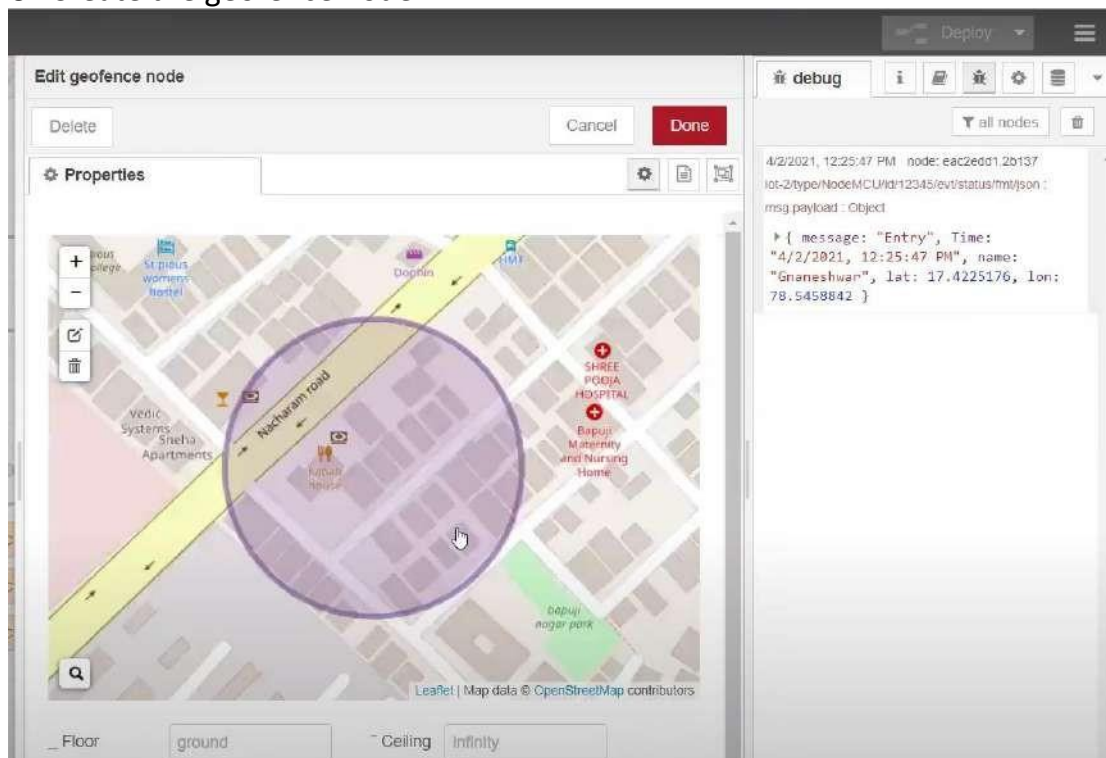 Deploy
Edit geofence node
Delete
Cancel
Done
Properties
debug
i
all nodes
4/2/2021, 12:25:47 PM node: eac2edd1.2b137
iot-2/type/NodeMCU/id/12345/evt/status/fmt/json :
msg.payload : Object
{ message: "Entry", Time:
"4/2/2021, 12:25:47 PM", name:
"Gnaneshwar", lat: 17.4225176, lon:
78.5458842 }
+
−
St pious
womens
Hostel
Dolphin
HMT
Nacharam road
SHREE
POOJA
HOSPITAL
Bapuji
Maternity
and Nursing
Home
Vedic
Systems
Sneha
Apartments
Kabab
House
bapuji
nagar park
Leaflet | Map data © OpenStreetMap contributors
Floor
ground
Ceiling
Infinity